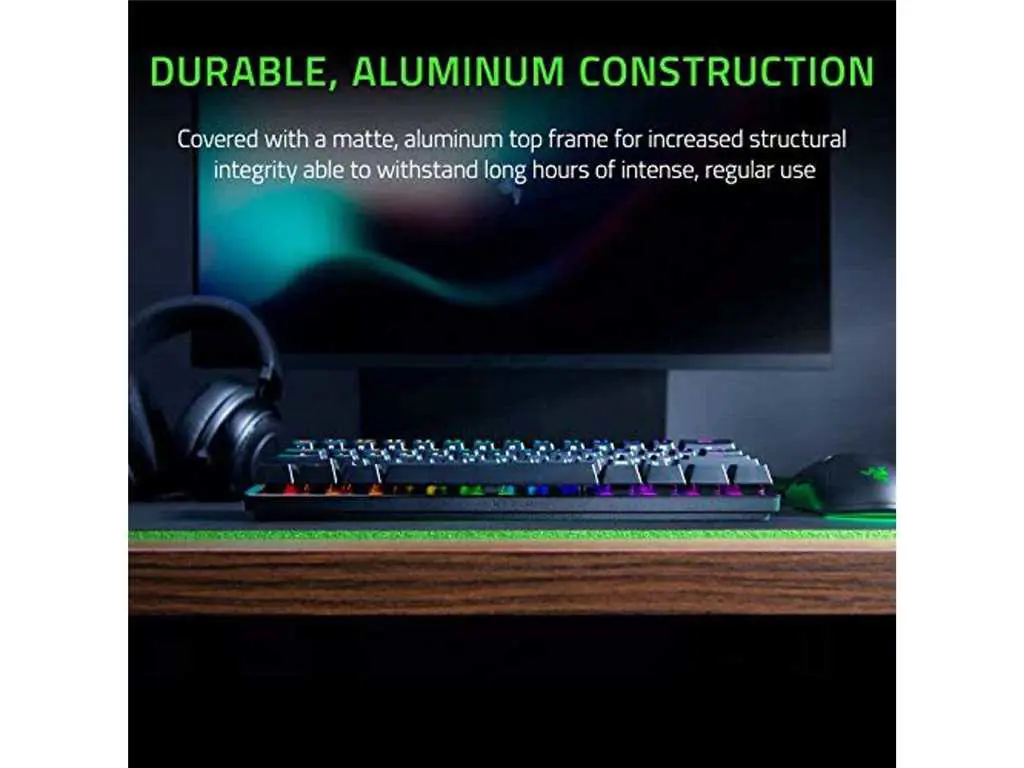 DURABLE, ALUMINUM CONSTRUCTION
Covered with a matte, aluminum top frame for increased structural
integrity able to withstand long hours of intense, regular use